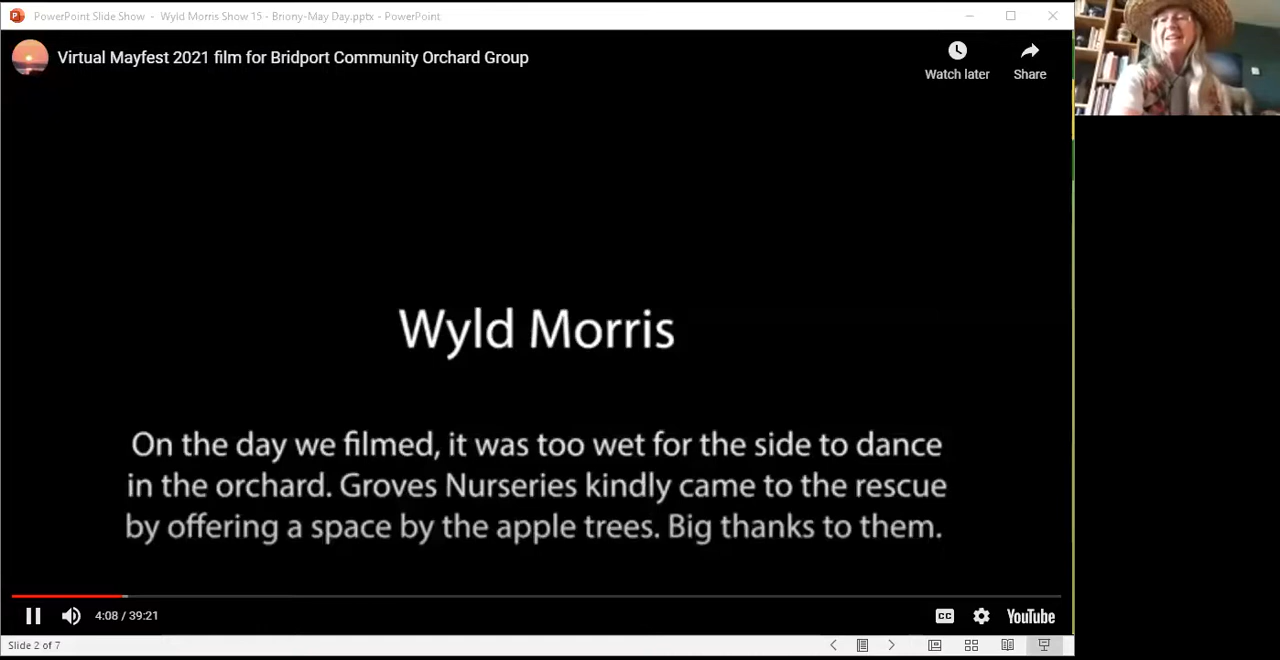 PowerPoint Slide Show - Wyld Morris Show 15 - Briony-May Day.pptx - PowerPoint
Virtual Mayfest 2021 film for Bridport Community Orchard Group
Watch later
Share
Wyld Morris
On the day we filmed, it was too wet for the side to dance
in the orchard. Groves Nurseries kindly came to the rescue
by offering a space by the apple trees. Big thanks to them.
4:08 / 39:21
CC
YouTube
Slide 2 of 7